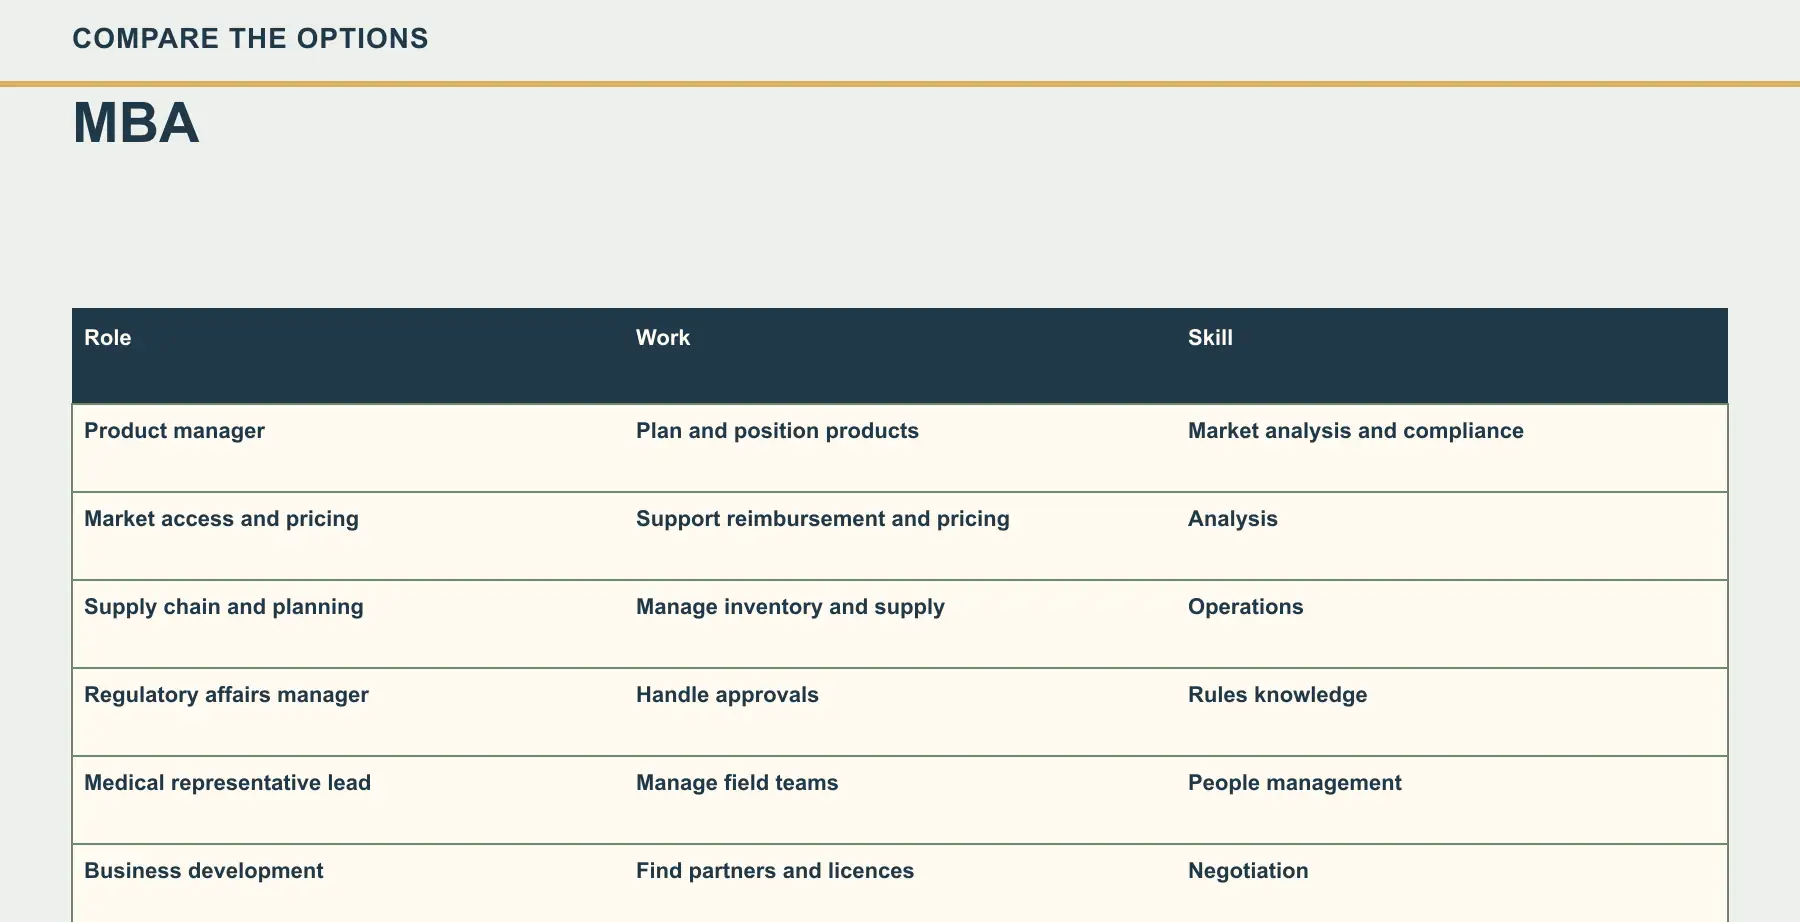 COMPARE THE OPTIONS
MBA
Role Work Skill
Product manager Plan and position products Market analysis and compliance
Market access and pricing Support reimbursement and pricing Analysis
Supply chain and planning Manage inventory and supply Operations
Regulatory affairs manager Handle approvals Rules knowledge
Medical representative lead Manage field teams People management
Business development Find partners and licences Negotiation